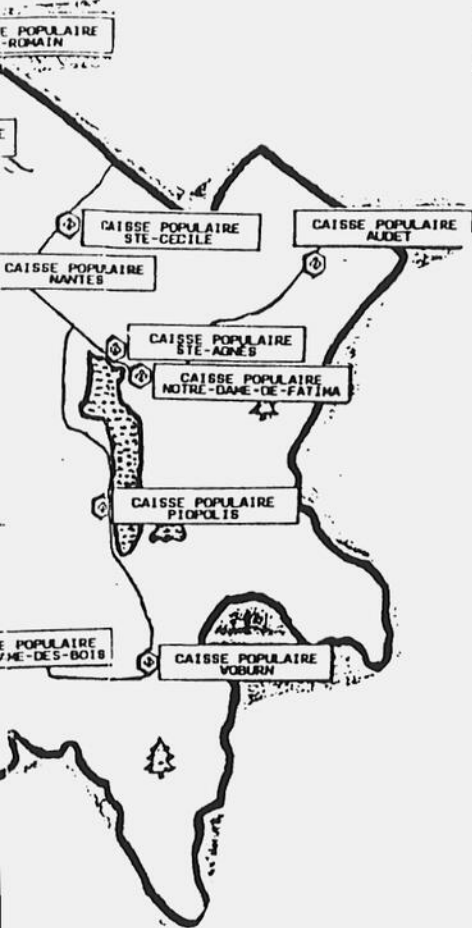 E POPULAIRE
-ROMAIN
E
CAISSE POPULAIRE
STE-CECILE
CAISSE POPULAIRE
AUDET
CAISSE POPULAIRE
NANTES
CAISSE POPULAIRE
STE-AGNES
CAISSE POPULAIRE
NOTRE-DAME-DE-FATIMA
CAISSE POPULAIRE
PIOPOLIS
E POPULAIRE
AME-DES-BOIS
CAISSE POPULAIRE
WOBURN